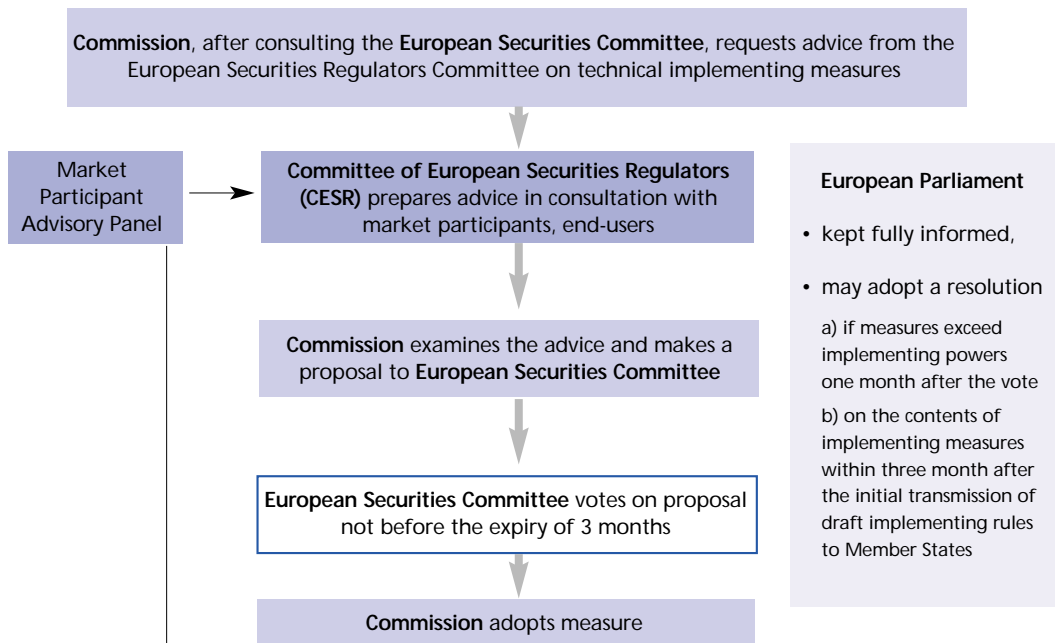 Commission, after consulting the European Securities Committee, requests advice from the
European Securities Regulators Committee on technical implementing measures
Market
Participant
Advisory Panel
Committee of European Securities Regulators
(CESR) prepares advice in consultation with
market participants, end-users
Commission examines the advice and makes a
proposal to European Securities Committee
European Securities Committee votes on proposal
not before the expiry of 3 months
Commission adopts measure
European Parliament
• kept fully informed,
• may adopt a resolution
a) if measures exceed
implementing powers
one month after the vote
b) on the contents of
implementing measures
within three month after
the initial transmission of
draft implementing rules
to Member States